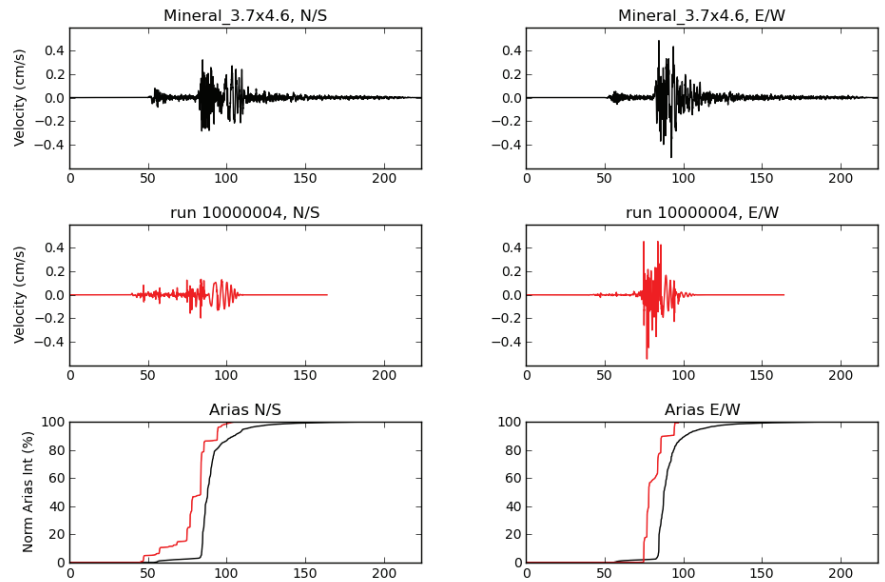 Mineral_3.7x4.6, N/S
Velocity (cm/s)
0.4
0.2
0.0
−0.2
−0.4
0 50 100 150 200
Mineral_3.7x4.6, E/W
0.4
0.2
0.0
−0.2
−0.4
0 50 100 150 200
run 10000004, N/S
Velocity (cm/s)
0.4
0.2
0.0
−0.2
−0.4
0 50 100 150 200
run 10000004, E/W
0.4
0.2
0.0
−0.2
−0.4
0 50 100 150 200
Arias N/S
Norm Arias Int (%)
100
80
60
40
20
0
0 50 100 150 200
Arias E/W
100
80
60
40
20
0
0 50 100 150 200